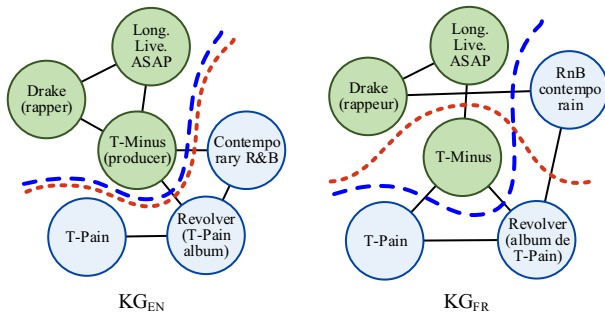 Long.
Live.
ASAP
Drake
(rapper)
T-Minus
(producer)
Contempo
rary R&B
T-Pain
Revolver
(T-Pain
album)
KGEN
Long.
Live.
ASAP
Drake
(rappeur)
RnB
contempo
rain
T-Minus
T-Pain
Revolver
(album de
T-Pain)
KGFR